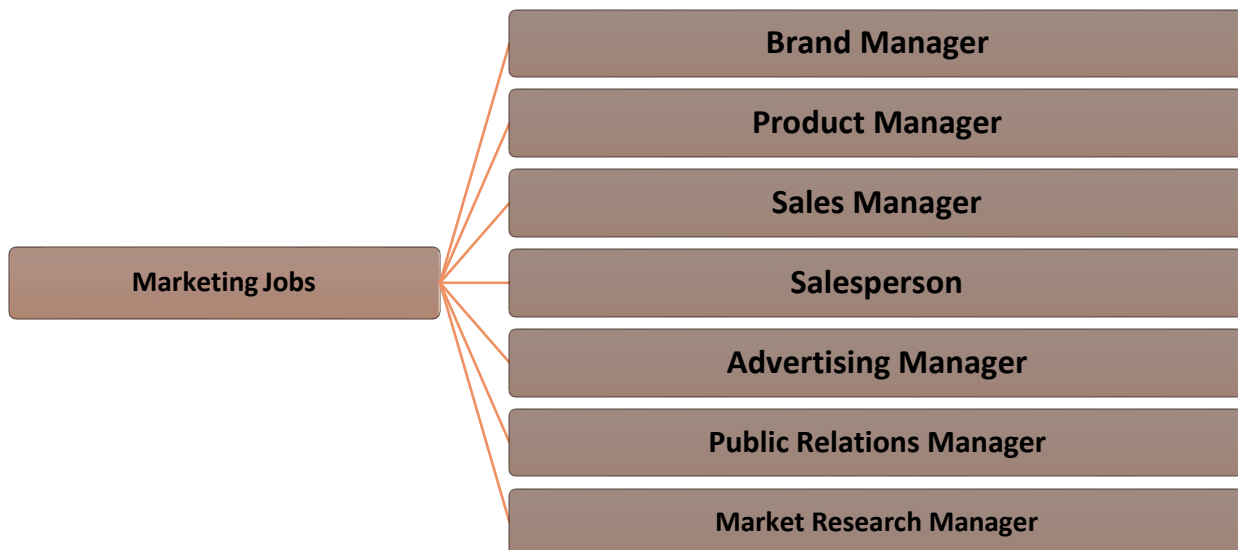 Brand Manager
Product Manager
Sales Manager
Marketing Jobs
Salesperson
Advertising Manager
Public Relations Manager
Market Research Manager